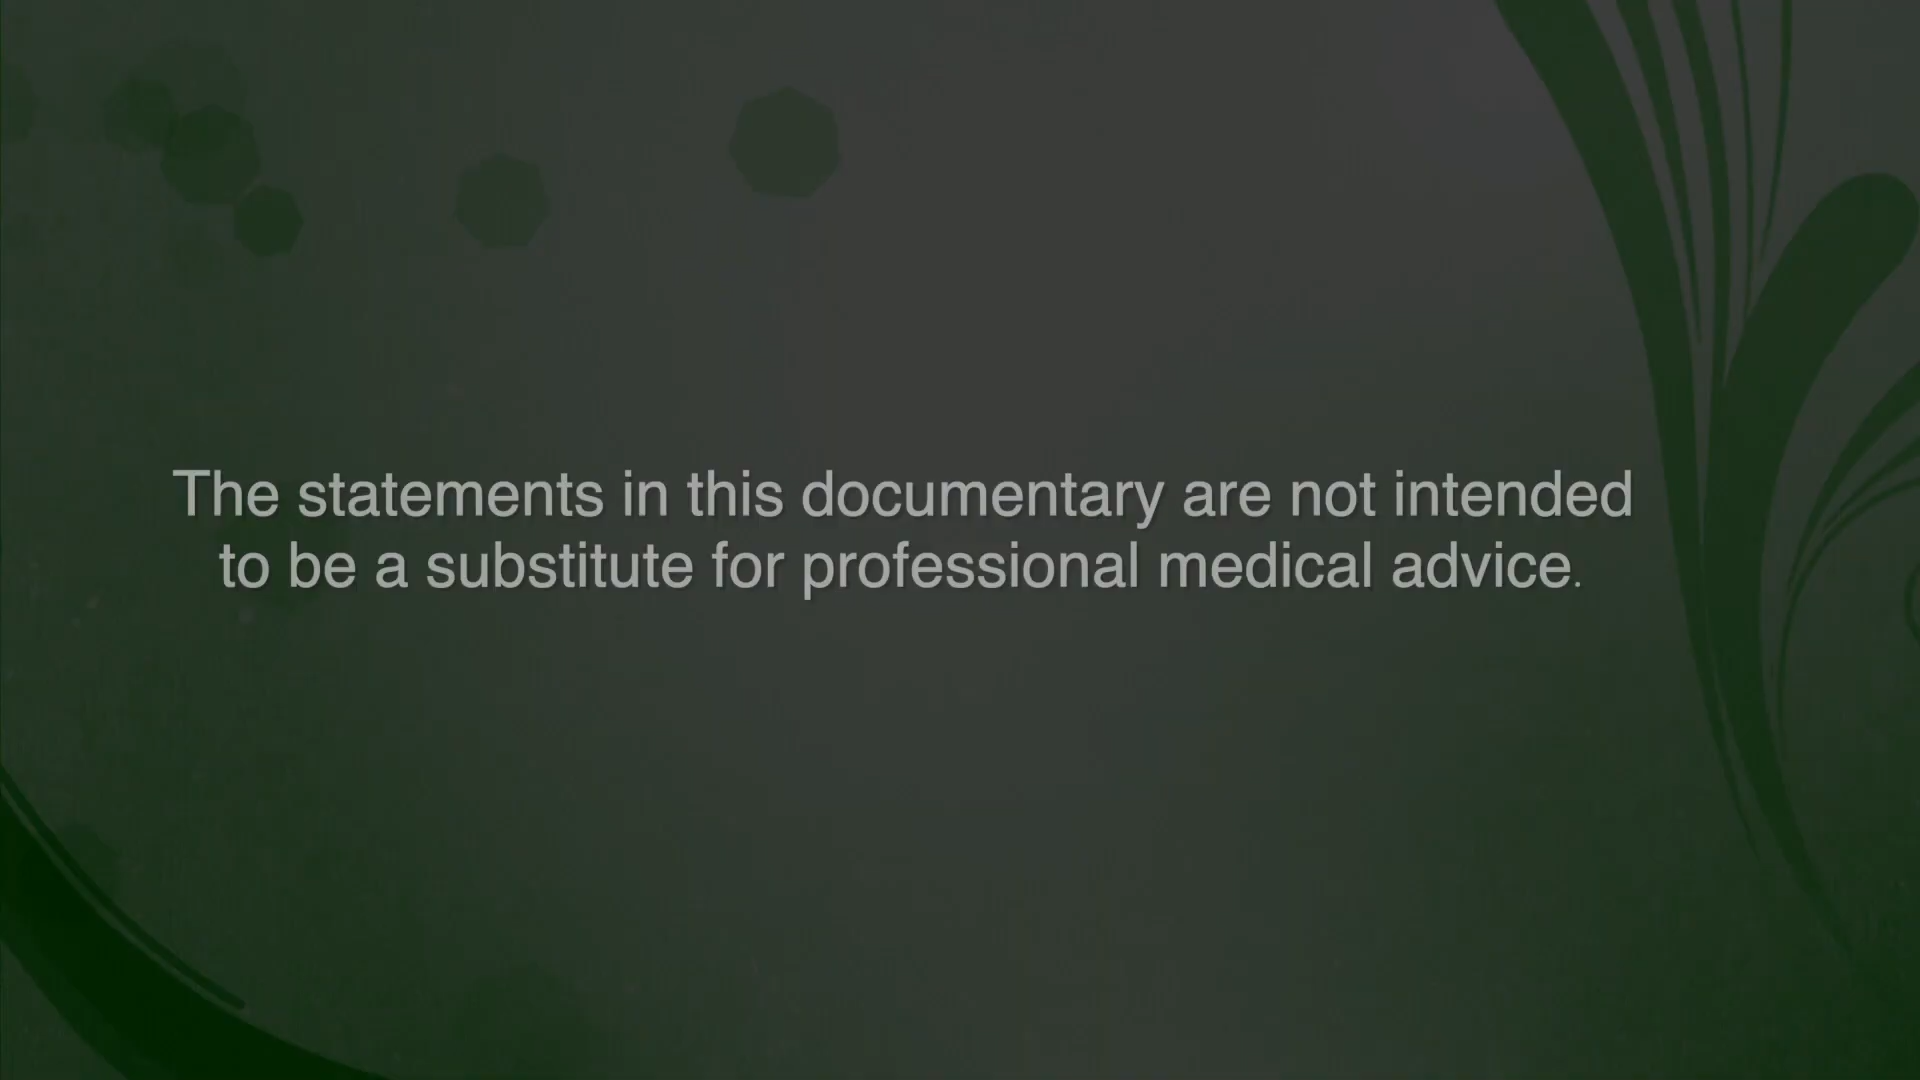 The statements in this documentary are not intended
to be a substitute for professional medical advice.